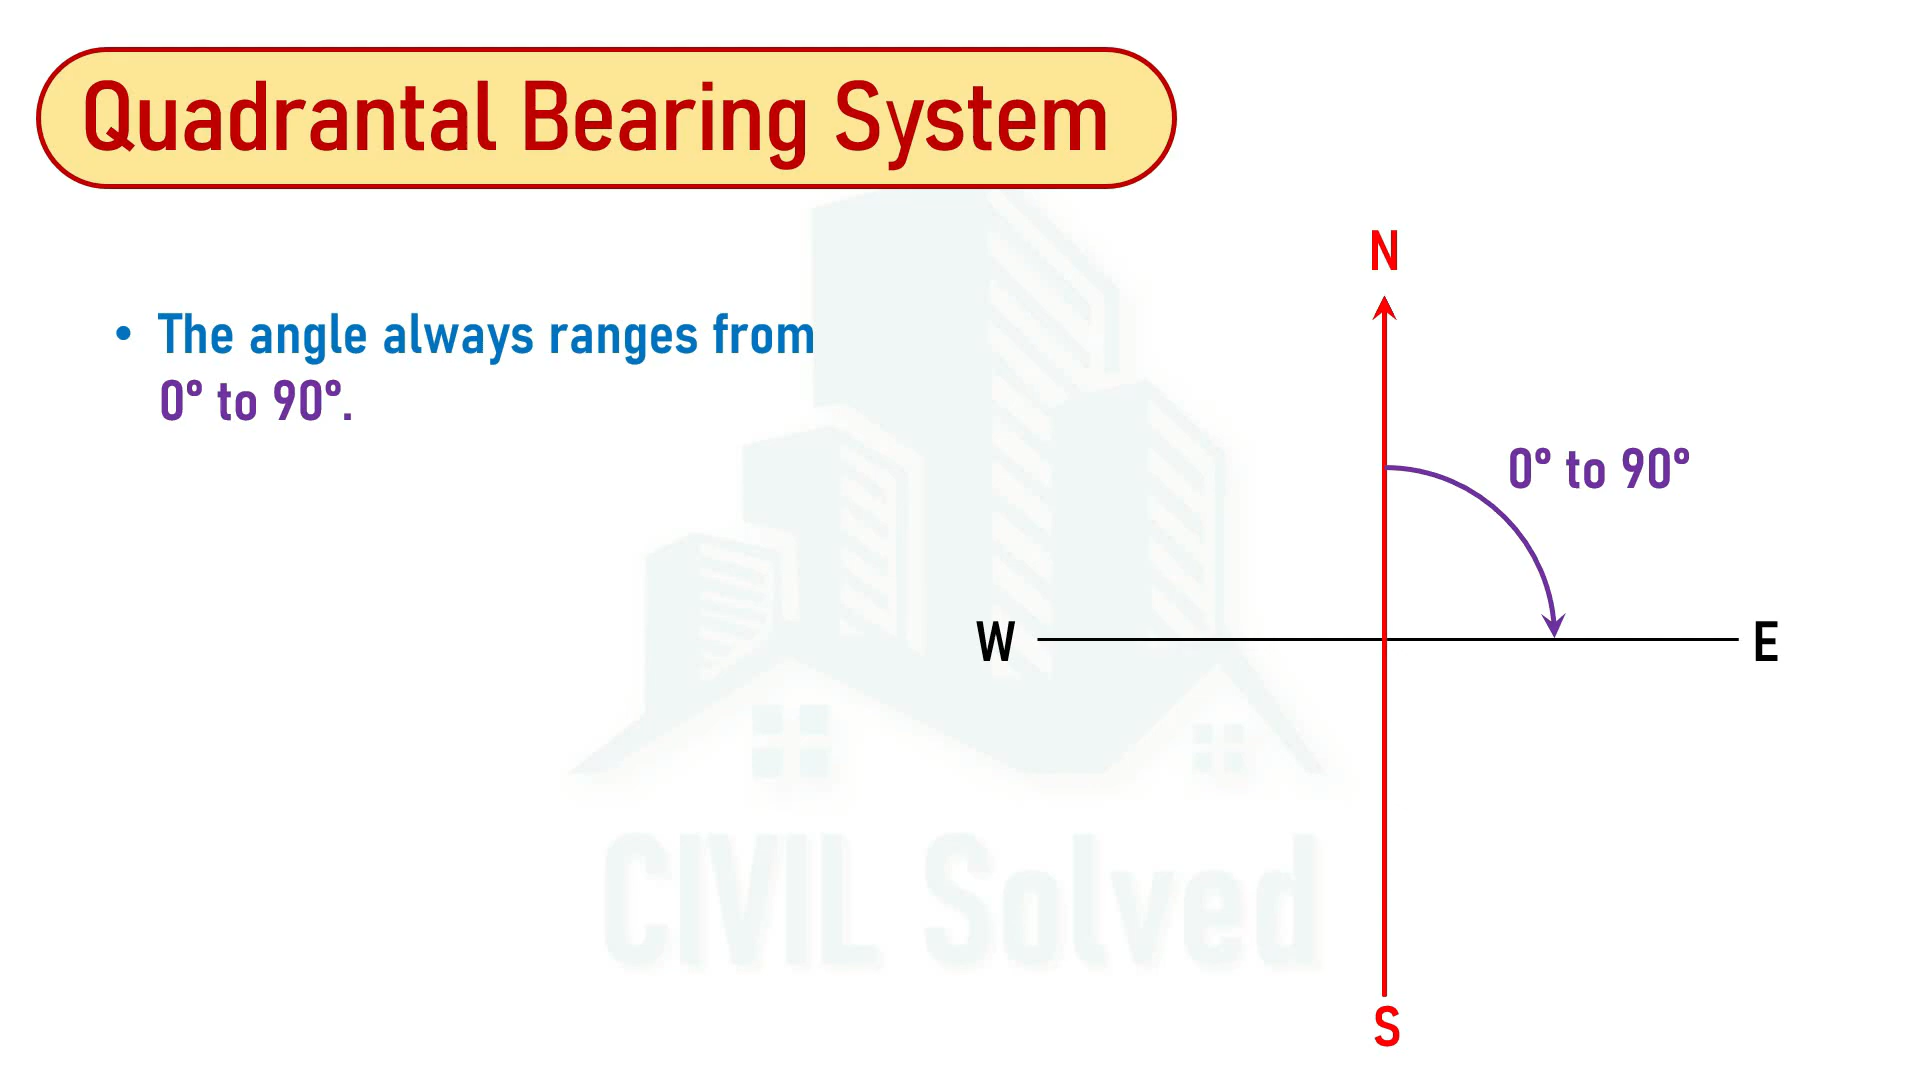 Quadrantal Bearing System
• The angle always ranges from
0° to 90°.
N
0° to 90°
W
E
CIVIL Solved
S